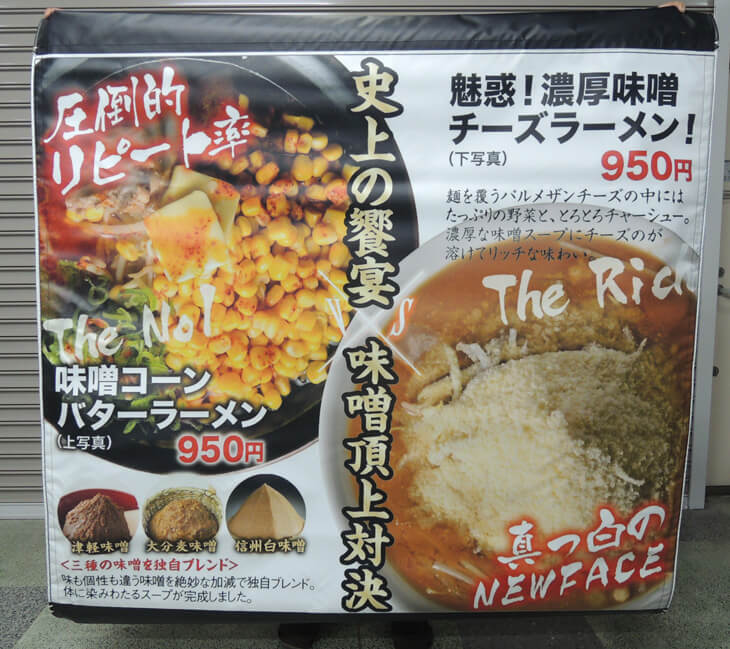 圧倒的
リピート率
The No1
味噌コーン
バターラーメン
(上写真)
950円
津軽味噌
大分麦味噌
信州白味噌
<三種の味噌を独自ブレンド>
味も個性も違う味噌を絶妙な加減で独自ブレンド。
体に染みわたるスープが完成しました。
史上の饗宴
VS
味噌頂上対決
魅惑!濃厚味噌
チーズラーメン!
(下写真)
950円
麺を覆うパルメザンチーズの中には
たっぷりの野菜と、とろとろチャーシュー。
濃厚な味噌スープにチーズのが
溶けてリッチな味わい。
The Rich
真っ白の
NEWFACE